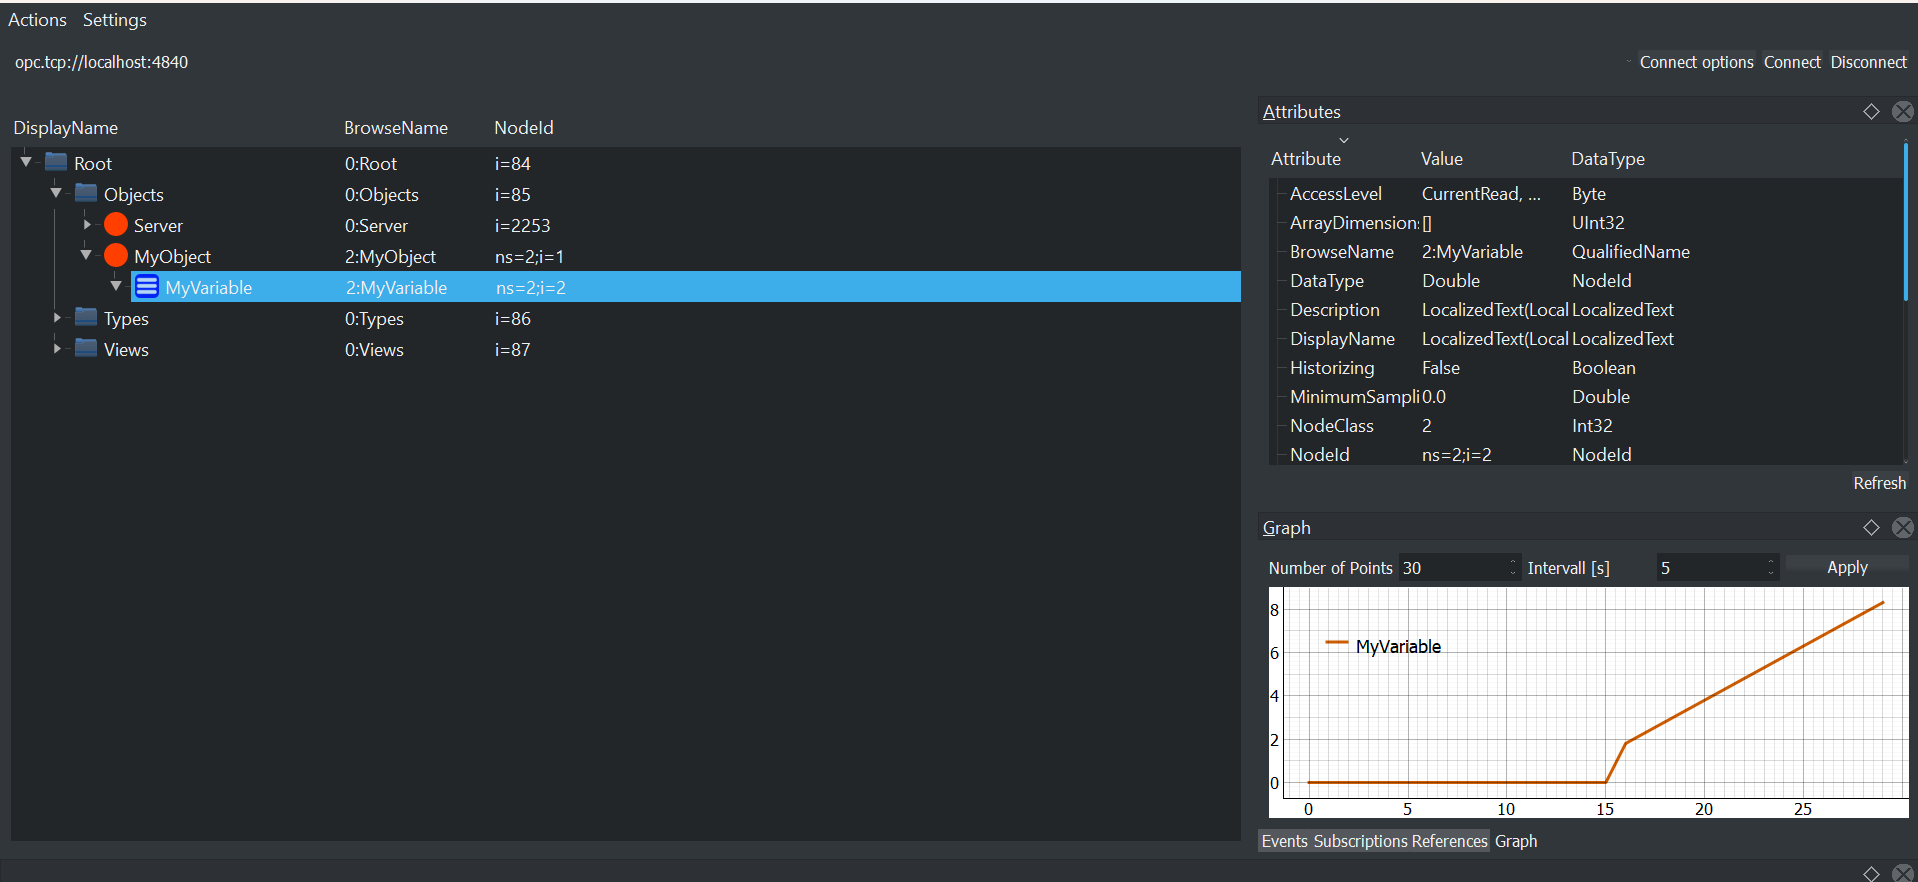 Actions Settings
opc.tcp://localhost:4840
Connect options Connect Disconnect
DisplayName BrowseName NodeId
Root 0:Root i=84
Objects 0:Objects i=85
Server 0:Server i=2253
MyObject 2:MyObject ns=2;i=1
MyVariable 2:MyVariable ns=2;i=2
Types 0:Types i=86
Views 0:Views i=87
Attributes
Attribute Value DataType
AccessLevel CurrentRead, ... Byte
ArrayDimension: [] UInt32
BrowseName 2:MyVariable QualifiedName
DataType Double NodeId
Description LocalizedText(Local LocalizedText
DisplayName LocalizedText(Local LocalizedText
Historizing False Boolean
MinimumSampli 0.0 Double
NodeClass 2 Int32
NodeId ns=2;i=2 NodeId
Refresh
Graph
Number of Points 30 Intervall [s] 5 Apply
8
MyVariable
6
4
2
0
0 5 10 15 20 25
Events Subscriptions References Graph